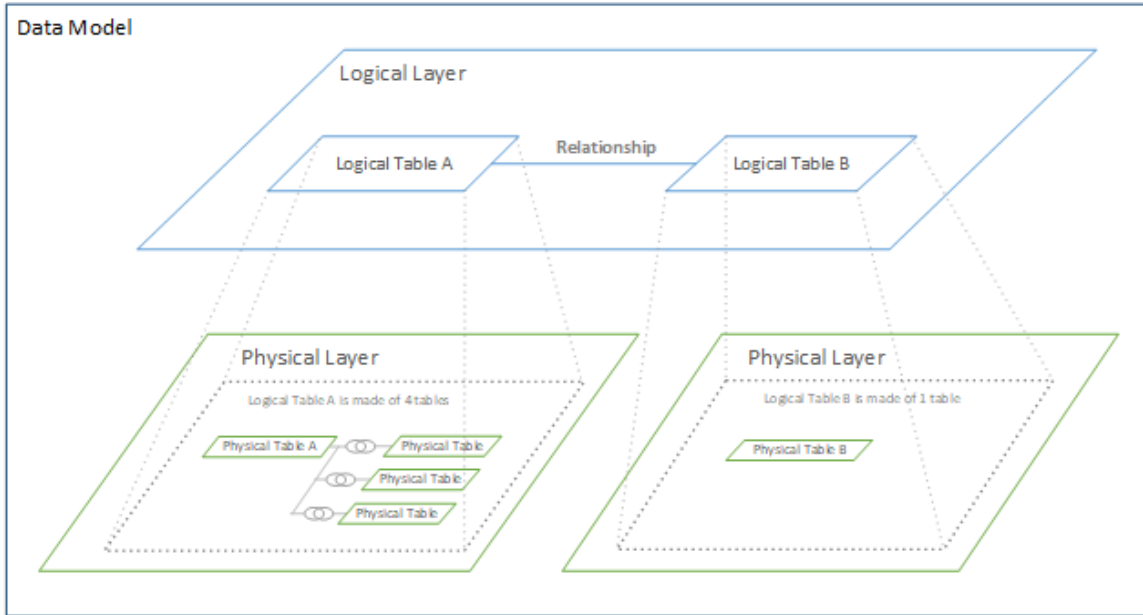 Data Model
Logical Layer
Relationship
Logical Table A
Logical Table B
Physical Layer
Logical Table A is made of 4 tables
Physical Table A
Physical Table
Physical Table
Physical Table
Physical Layer
Logical Table B is made of 1 table
Physical Table B